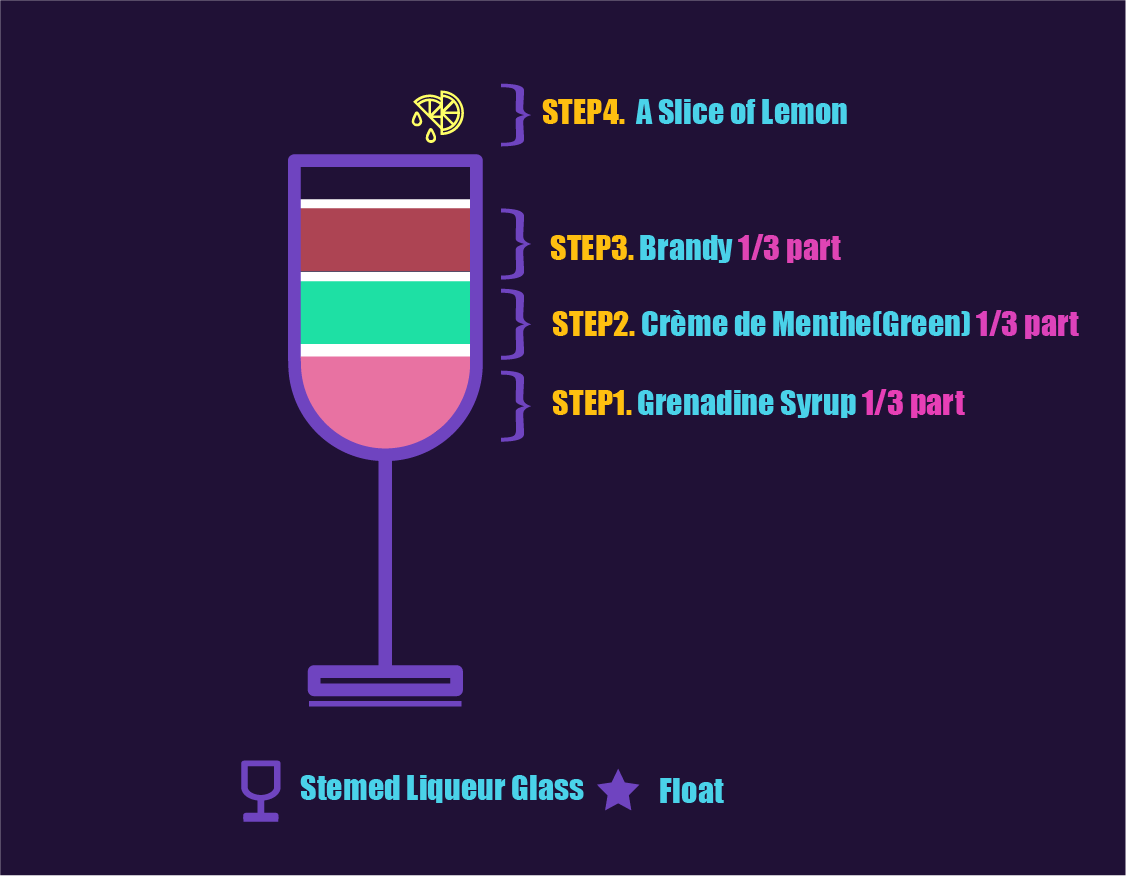 STEP4. A Slice of Lemon
STEP3. Brandy 1/3 part
STEP2. Crème de Menthe(Green) 1/3 part
STEP1. Grenadine Syrup 1/3 part
Stemed Liqueur Glass
Float